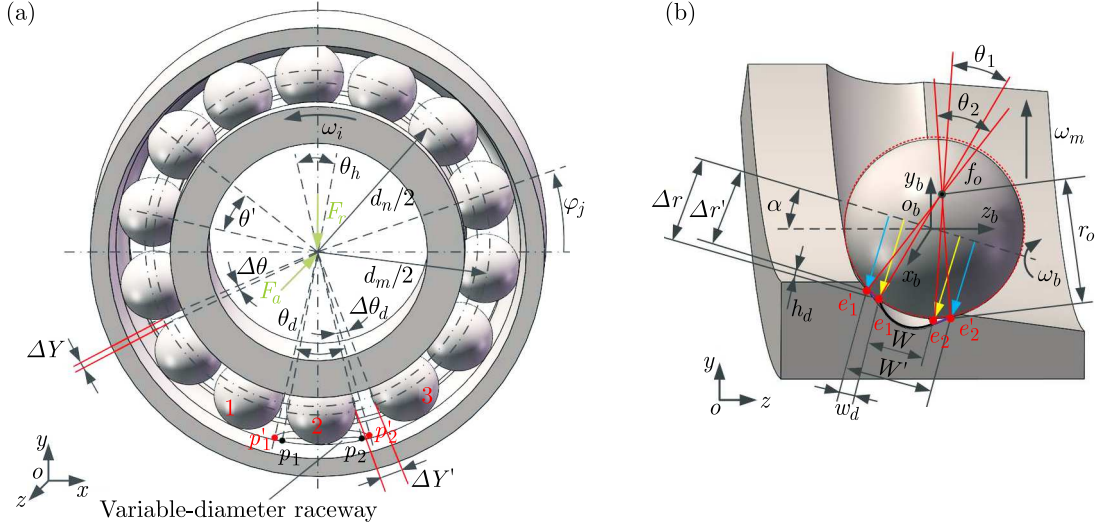 (a)
ω_i
θ_h
d_n/2
F_r
θ'
φ_j
Δθ
F_a
d_m/2
θ_d
Δθ_d
ΔY
1
2
3
p'_1
p_1
p_2
p'_2
ΔY'
y
o
z
x
Variable-diameter raceway
(b)
θ_1
θ_2
ω_m
f_o
y_b
o_b
z_b
x_b
Δr
Δr'
α
r_o
ω_b
h_d
e'_1
e_1
e_2
e'_2
W
W'
w_d
y
o
z